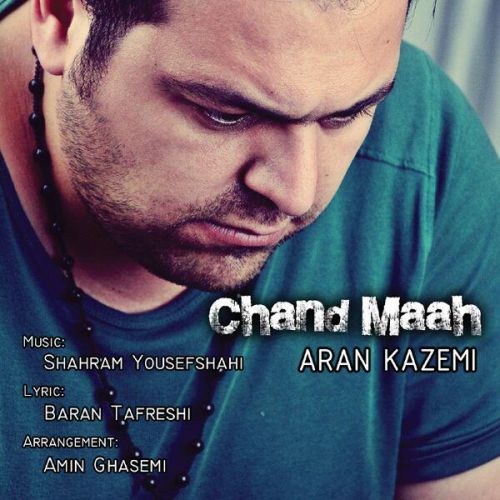 Chand Maah
ARAN KAZEMI
MUSIC:
SHAHRAM YOUSEFSHAHI
LYRIC:
BARAN TAFRESHI
ARRANGEMENT:
AMIN GHASEMI